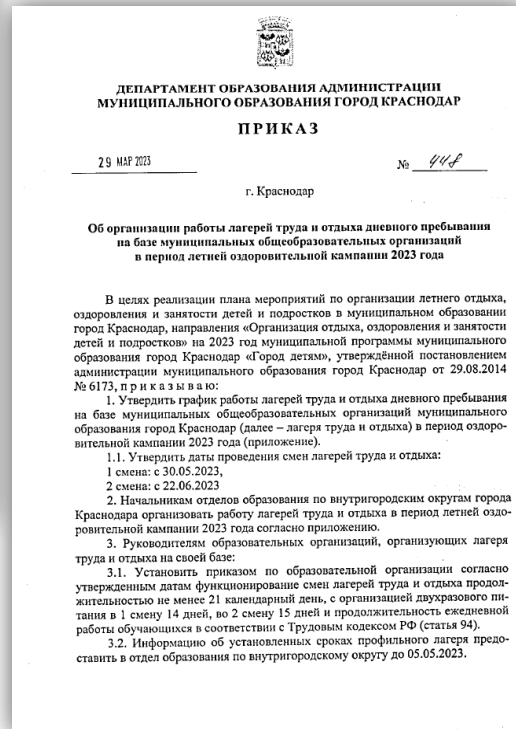 ДЕПАРТАМЕНТ ОБРАЗОВАНИЯ АДМИНИСТРАЦИИ
МУНИЦИПАЛЬНОГО ОБРАЗОВАНИЯ ГОРОД КРАСНОДАР
ПРИКАЗ
29 МАР 2023 № 448
г. Краснодар
Об организации работы лагерей труда и отдыха дневного пребывания
на базе муниципальных общеобразовательных организаций
в период летней оздоровительной кампании 2023 года
В целях реализации плана мероприятий по организации летнего отдыха,
оздоровления и занятости детей и подростков в муниципальном образовании
город Краснодар, направления «Организация отдыха, оздоровления и занятости
детей и подростков» на 2023 год муниципальной программы муниципального
образования город Краснодар «Город детям», утверждённой постановлением
администрации муниципального образования город Краснодар от 29.08.2014
№ 6173, п р и к а з ы в а ю:
1. Утвердить график работы лагерей труда и отдыха дневного пребывания
на базе муниципальных общеобразовательных организаций муниципального
образования город Краснодар (далее – лагеря труда и отдыха) в период оздоро-
вительной кампании 2023 года (приложение).
1.1. Утвердить даты проведения смен лагерей труда и отдыха:
1 смена: с 30.05.2023,
2 смена: с 22.06.2023
2. Начальникам отделов образования по внутригородским округам города
Краснодара организовать работу лагерей труда и отдыха в период летней оздо-
ровительной кампании 2023 года согласно приложению.
3. Руководителям образовательных организаций, организующих лагеря
труда и отдыха на своей базе:
3.1. Установить приказом по образовательной организации согласно
утвержденным датам функционирование смен лагерей труда и отдыха продол-
жительностью не менее 21 календарный день, с организацией двухразового пи-
тания в 1 смену 14 дней, во 2 смену 15 дней и продолжительность ежедневной
работы обучающихся в соответствии с Трудовым кодексом РФ (статья 94).
3.2. Информацию об установленных сроках профильного лагеря предо-
ставить в отдел образования по внутригородскому округу до 05.05.2023.